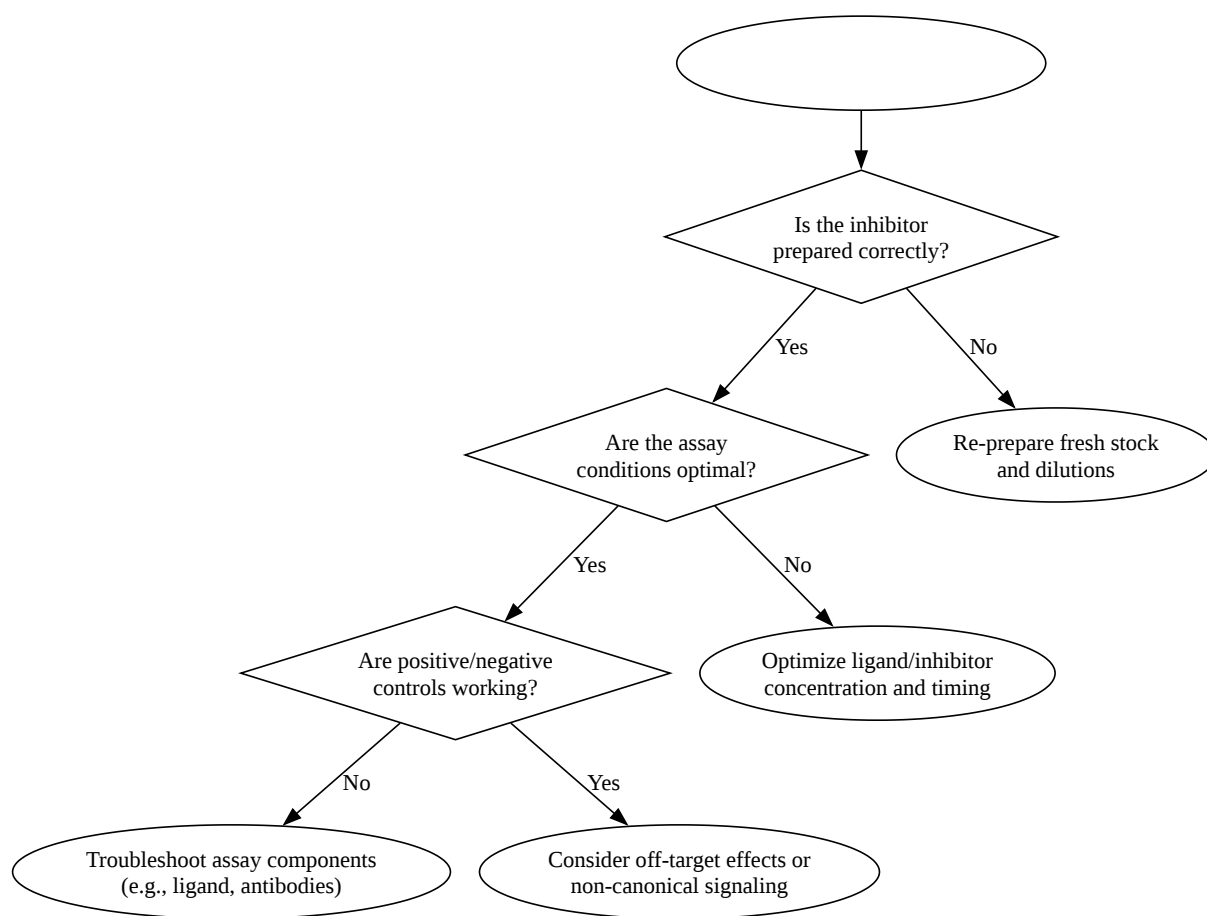 Is the inhibitor
prepared correctly?
Yes
No
Are the assay
conditions optimal?
Re-prepare fresh stock
and dilutions
Yes
No
Are positive/negative
controls working?
Optimize ligand/inhibitor
concentration and timing
No
Yes
Troubleshoot assay components
(e.g., ligand, antibodies)
Consider off-target effects or
non-canonical signaling